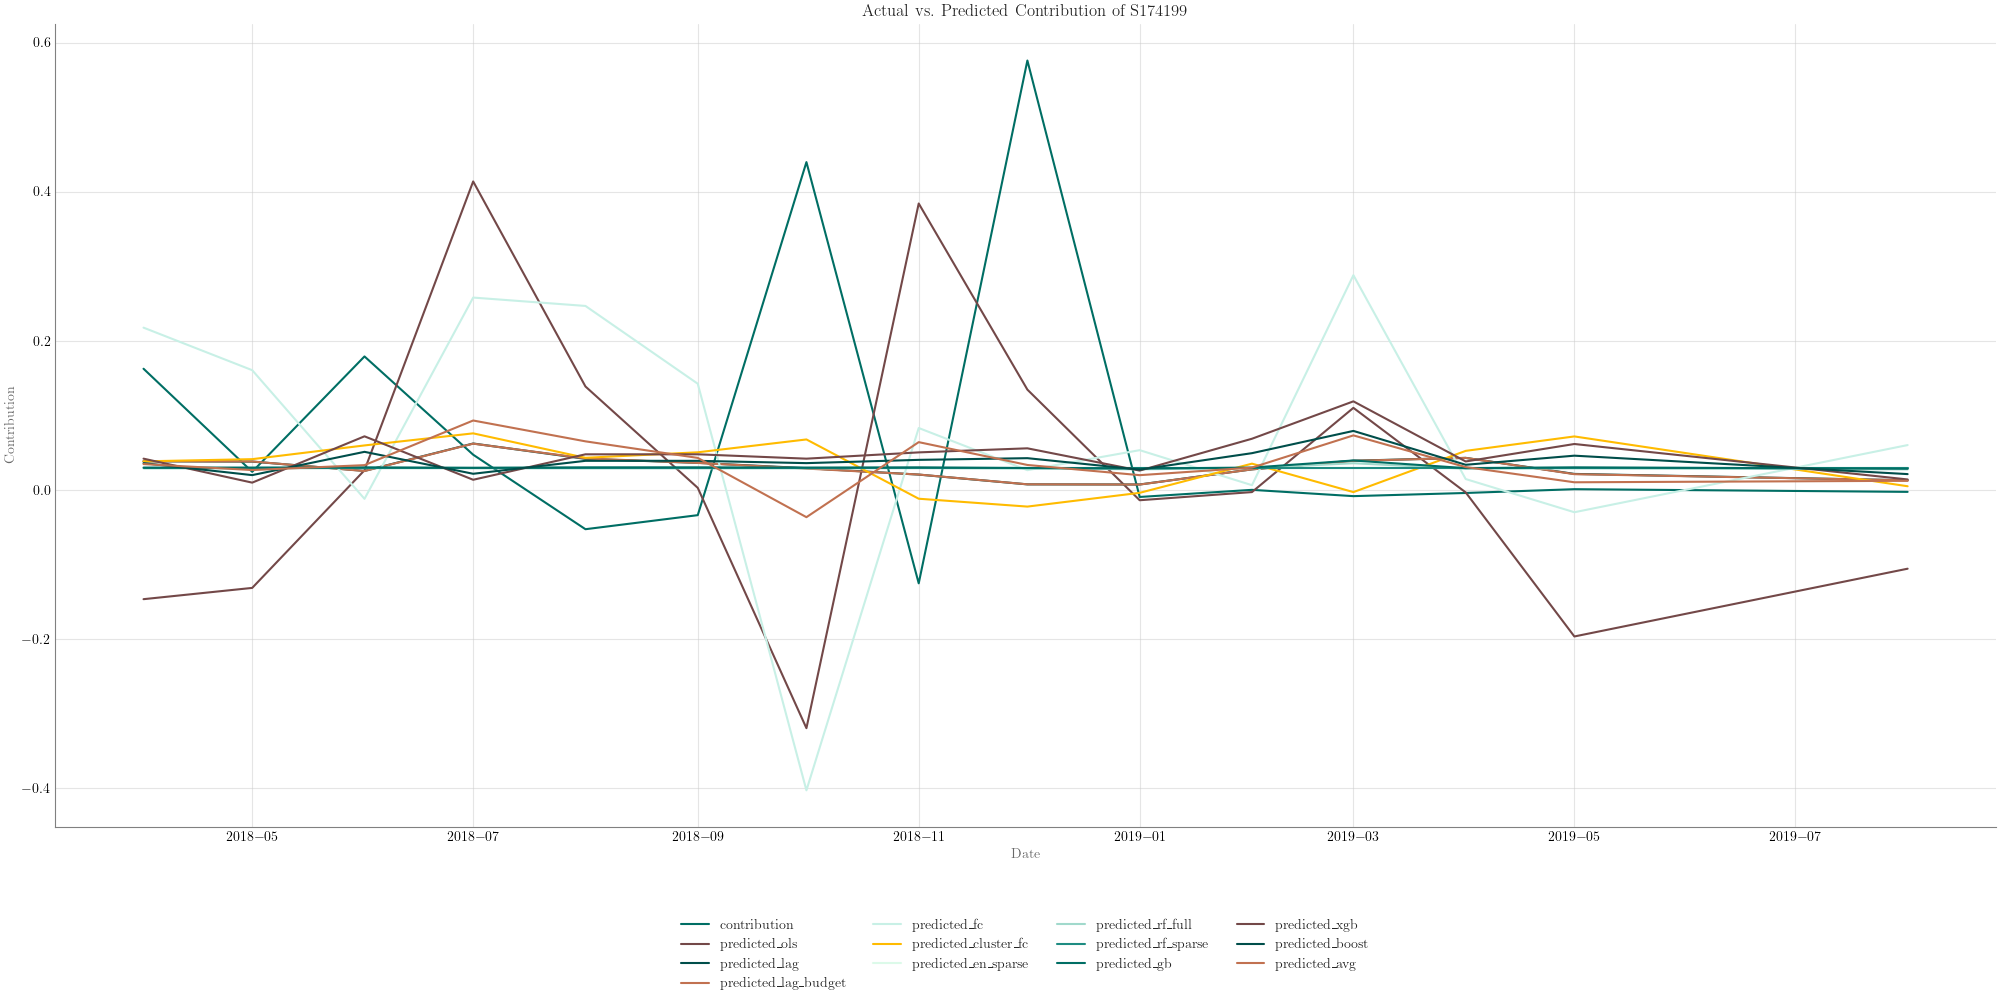 Actual vs. Predicted Contribution of S174199
0.6
0.4
0.2
0.0
−0.2
−0.4
Contribution
2018−05 2018−07 2018−09 2018−11 2019−01 2019−03 2019−05 2019−07
Date
contribution predicted_fc predicted_rf_full predicted_xgb
predicted_ols predicted_cluster_fc predicted_rf_sparse predicted_boost
predicted_lag predicted_en_sparse predicted_gb predicted_avg
predicted_lag_budget